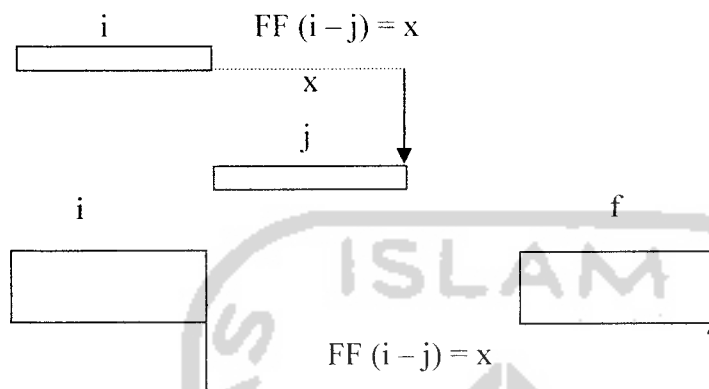 i FF (i – j) = x
x
j
i f
ISLAM
FF (i – j) = x